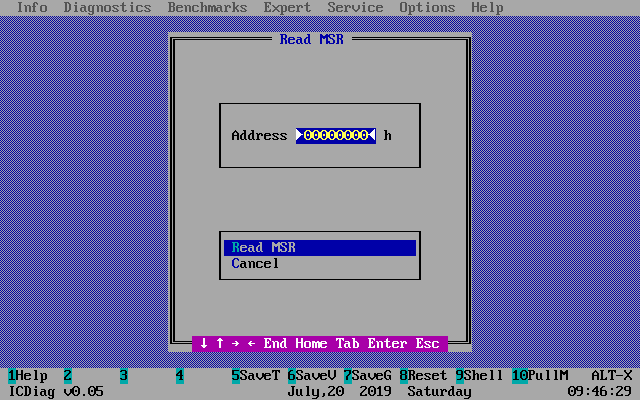 Info Diagnostics Benchmarks Expert Service Options Help
Read MSR
Address ►00000000◄ h
Read MSR
Cancel
↓ ↑ → ← End Home Tab Enter Esc
1Help 2 3 4 5SaveT 6SaveV 7SaveG 8Reset 9Shell 10PullM ALT-X
ICDiag v0.05 July,20 2019 Saturday 09:46:29